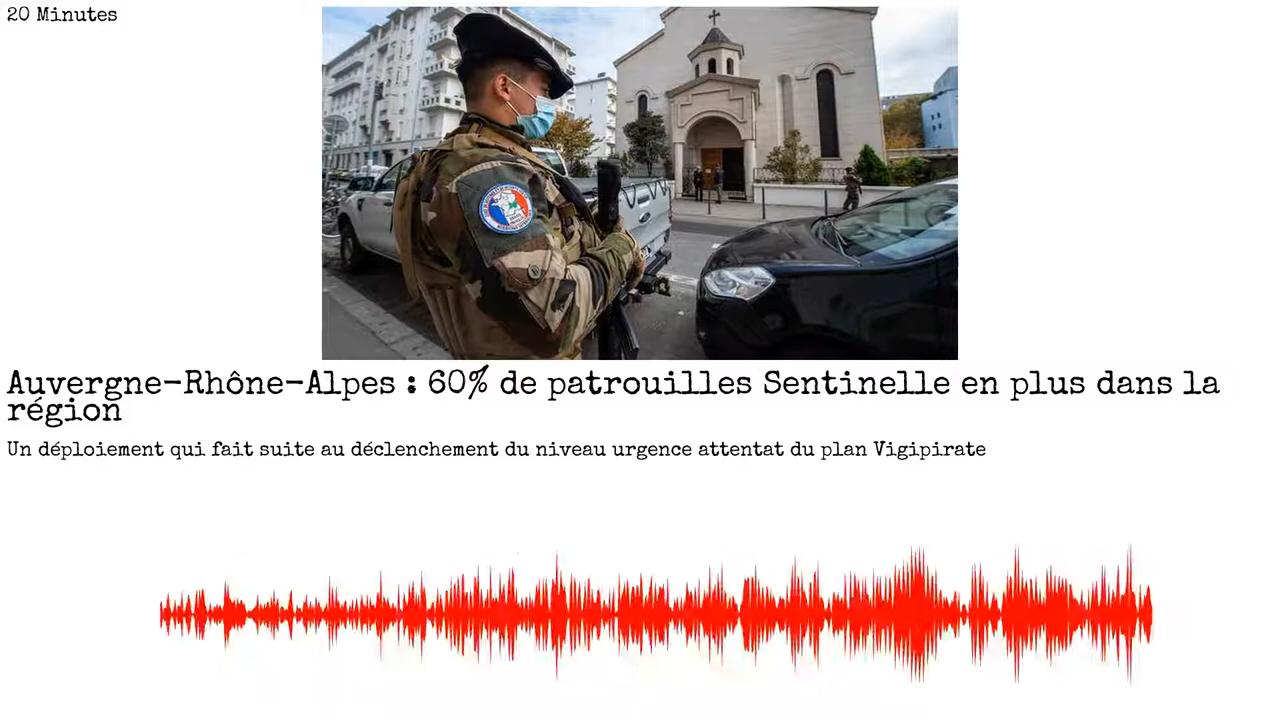 20 Minutes
Auvergne-Rhône-Alpes : 60% de patrouilles Sentinelle en plus dans la
région
Un déploiement qui fait suite au déclenchement du niveau urgence attentat du plan Vigipirate